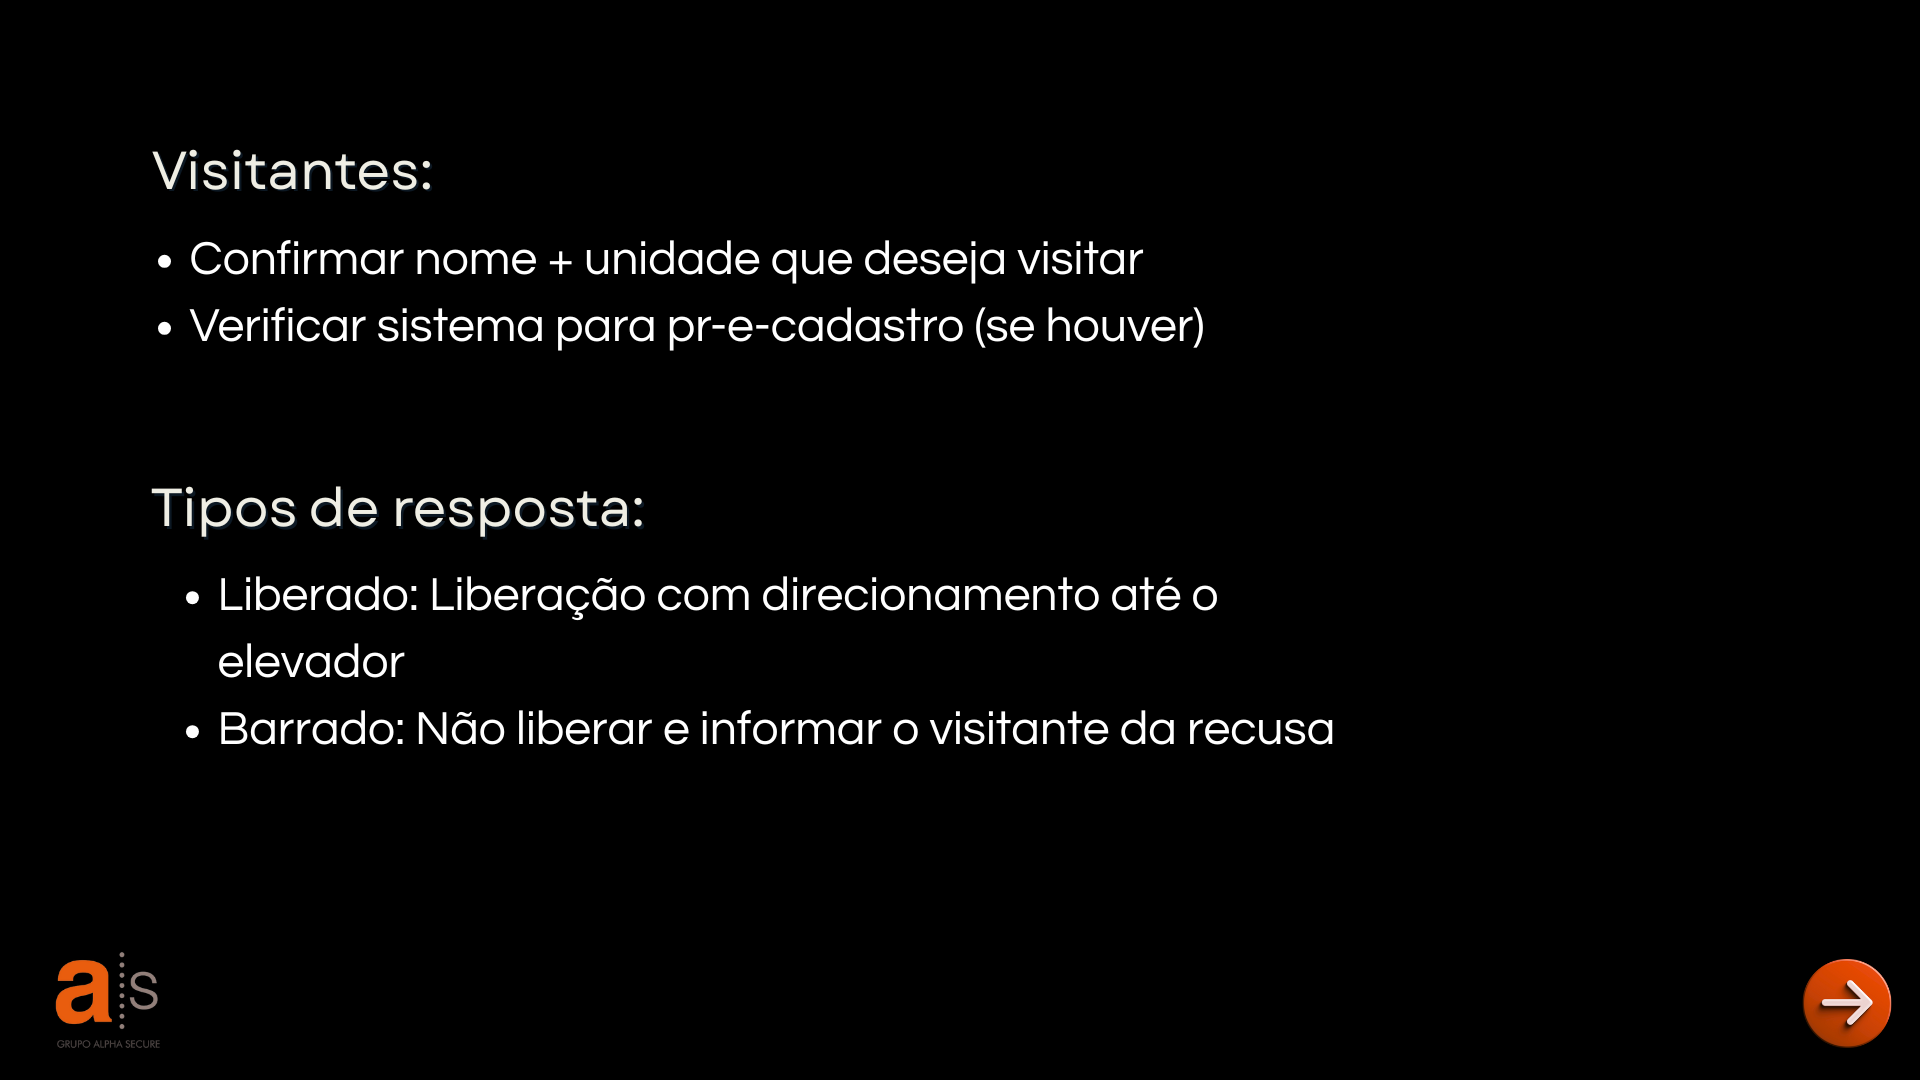 Visitantes:
• Confirmar nome + unidade que deseja visitar
• Verificar sistema para pr-e-cadastro (se houver)
Tipos de resposta:
• Liberado: Liberação com direcionamento até o
elevador
• Barrado: Não liberar e informar o visitante da recusa
a s
GRUPO ALPHA SECURE